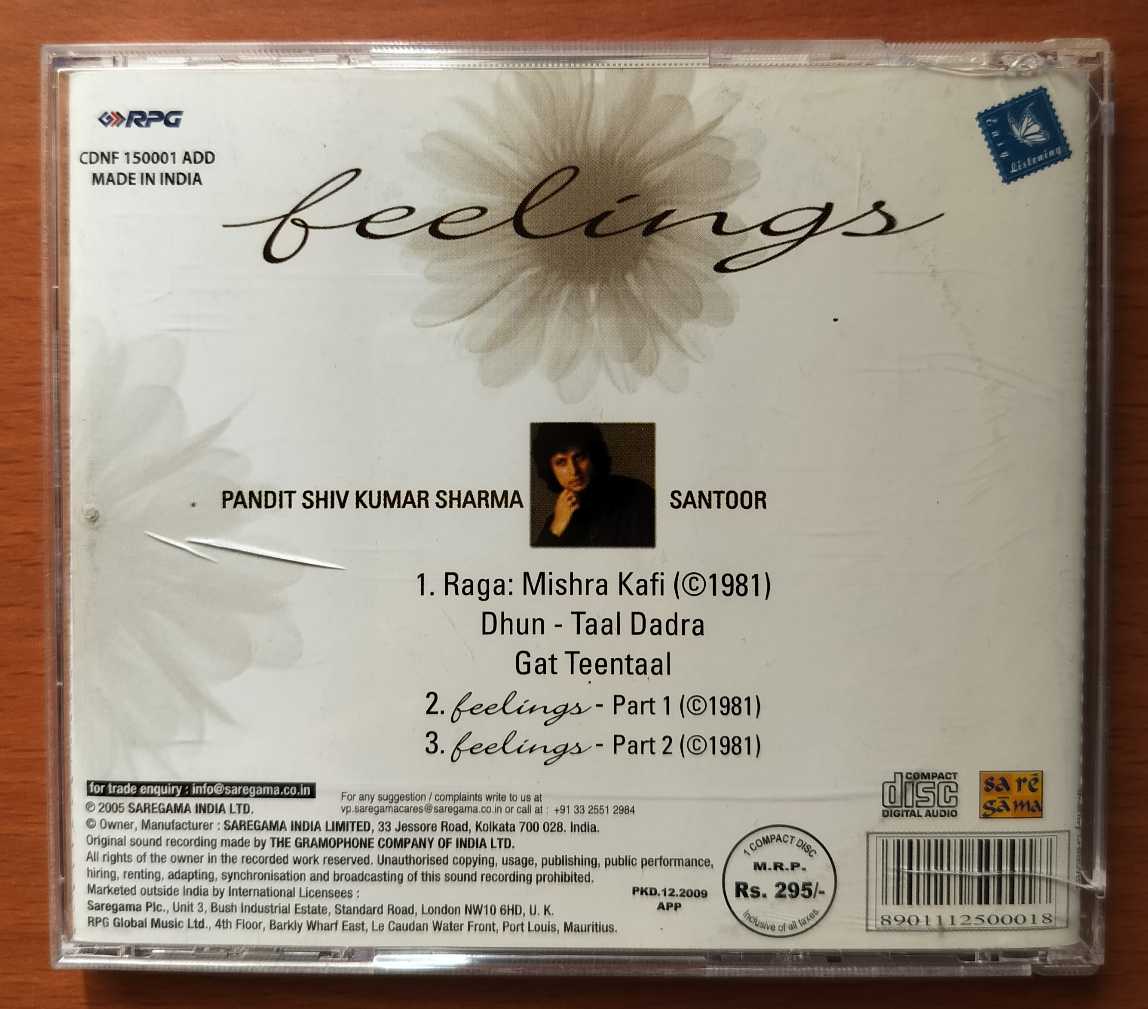 RPG
CDNF 150001 ADD
MADE IN INDIA
Listening
feelings
PANDIT SHIV KUMAR SHARMA
SANTOOR
1. Raga: Mishra Kafi (©1981)
Dhun - Taal Dadra
Gat Teentaal
2. feelings - Part 1 (©1981)
3. feelings - Part 2 (©1981)
for trade enquiry : info@saregama.co.in
For any suggestion / complaints write to us at
vp.saregamacares@saregama.co.in or call at : +91 33 2551 2984
℗ 2005 SAREGAMA INDIA LTD.
© Owner, Manufacturer : SAREGAMA INDIA LIMITED, 33 Jessore Road, Kolkata 700 028. India.
Original sound recording made by THE GRAMOPHONE COMPANY OF INDIA LTD.
All rights of the owner in the recorded work reserved. Unauthorised copying, usage, publishing, public performance,
hiring, renting, adapting, synchronisation and broadcasting of this sound recording prohibited.
Marketed outside India by International Licensees :
Saregama Plc., Unit 3, Bush Industrial Estate, Standard Road, London NW10 6HD, U. K.
RPG Global Music Ltd., 4th Floor, Barkly Wharf East, Le Caudan Water Front, Port Louis, Mauritius.
PKD.12.2009
APP
1 COMPACT DISC
M.R.P.
Rs. 295/-
Inclusive of all taxes
COMPACT
disc
DIGITAL AUDIO
sa rē
gāma
8901112500018